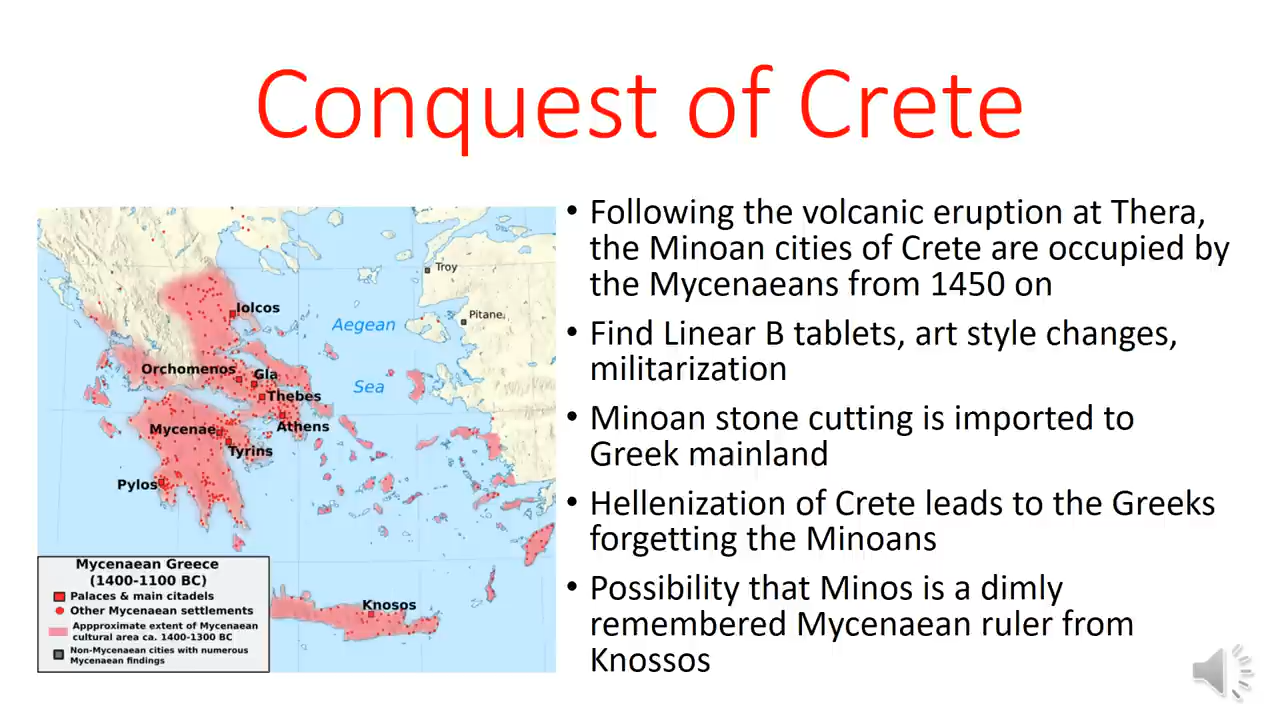 Conquest of Crete
• Following the volcanic eruption at Thera,
the Minoan cities of Crete are occupied by
the Mycenaeans from 1450 on
• Find Linear B tablets, art style changes,
militarization
• Minoan stone cutting is imported to
Greek mainland
• Hellenization of Crete leads to the Greeks
forgetting the Minoans
• Possibility that Minos is a dimly
remembered Mycenaean ruler from
Knossos
Troy
Iolcos
Pitane
Aegean
Sea
Orchomenos
Gla
Thebes
Athens
Mycenae
Tyrins
Pylos
Knosos
Mycenaean Greece
(1400-1100 BC)
Palaces & main citadels
Other Mycenaean settlements
Appproximate extent of Mycenaean
cultural area ca. 1400-1300 BC
Non-Mycenaean cities with numerous
Mycenaean findings